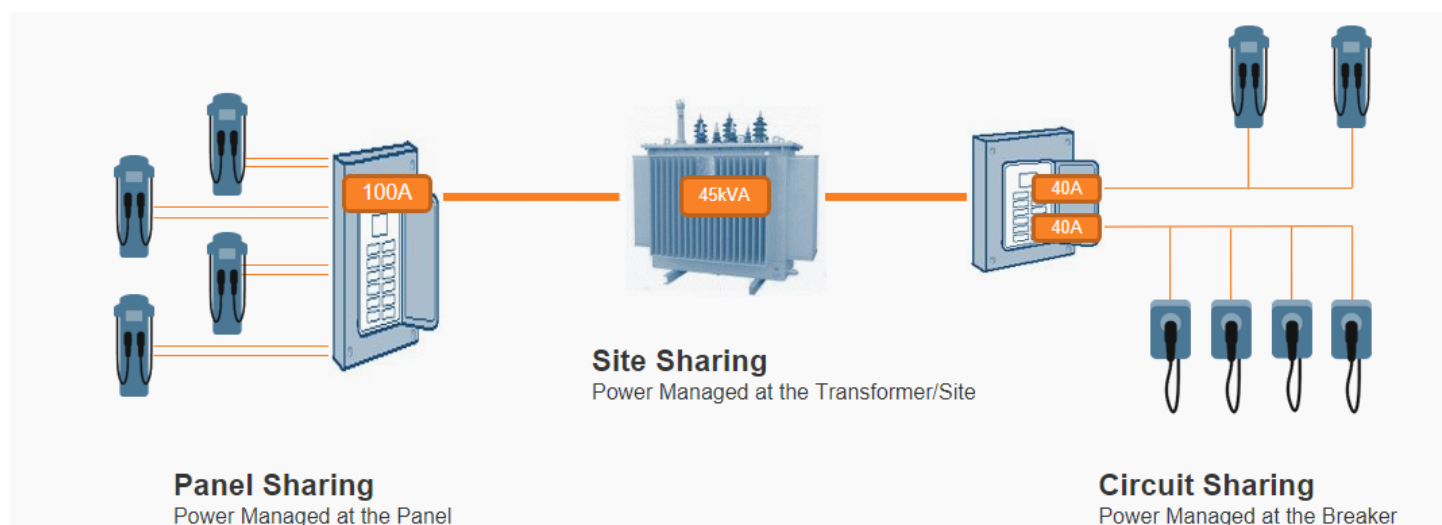 100A
45kVA
40A
40A
Site Sharing
Power Managed at the Transformer/Site
Panel Sharing
Power Managed at the Panel
Circuit Sharing
Power Managed at the Breaker